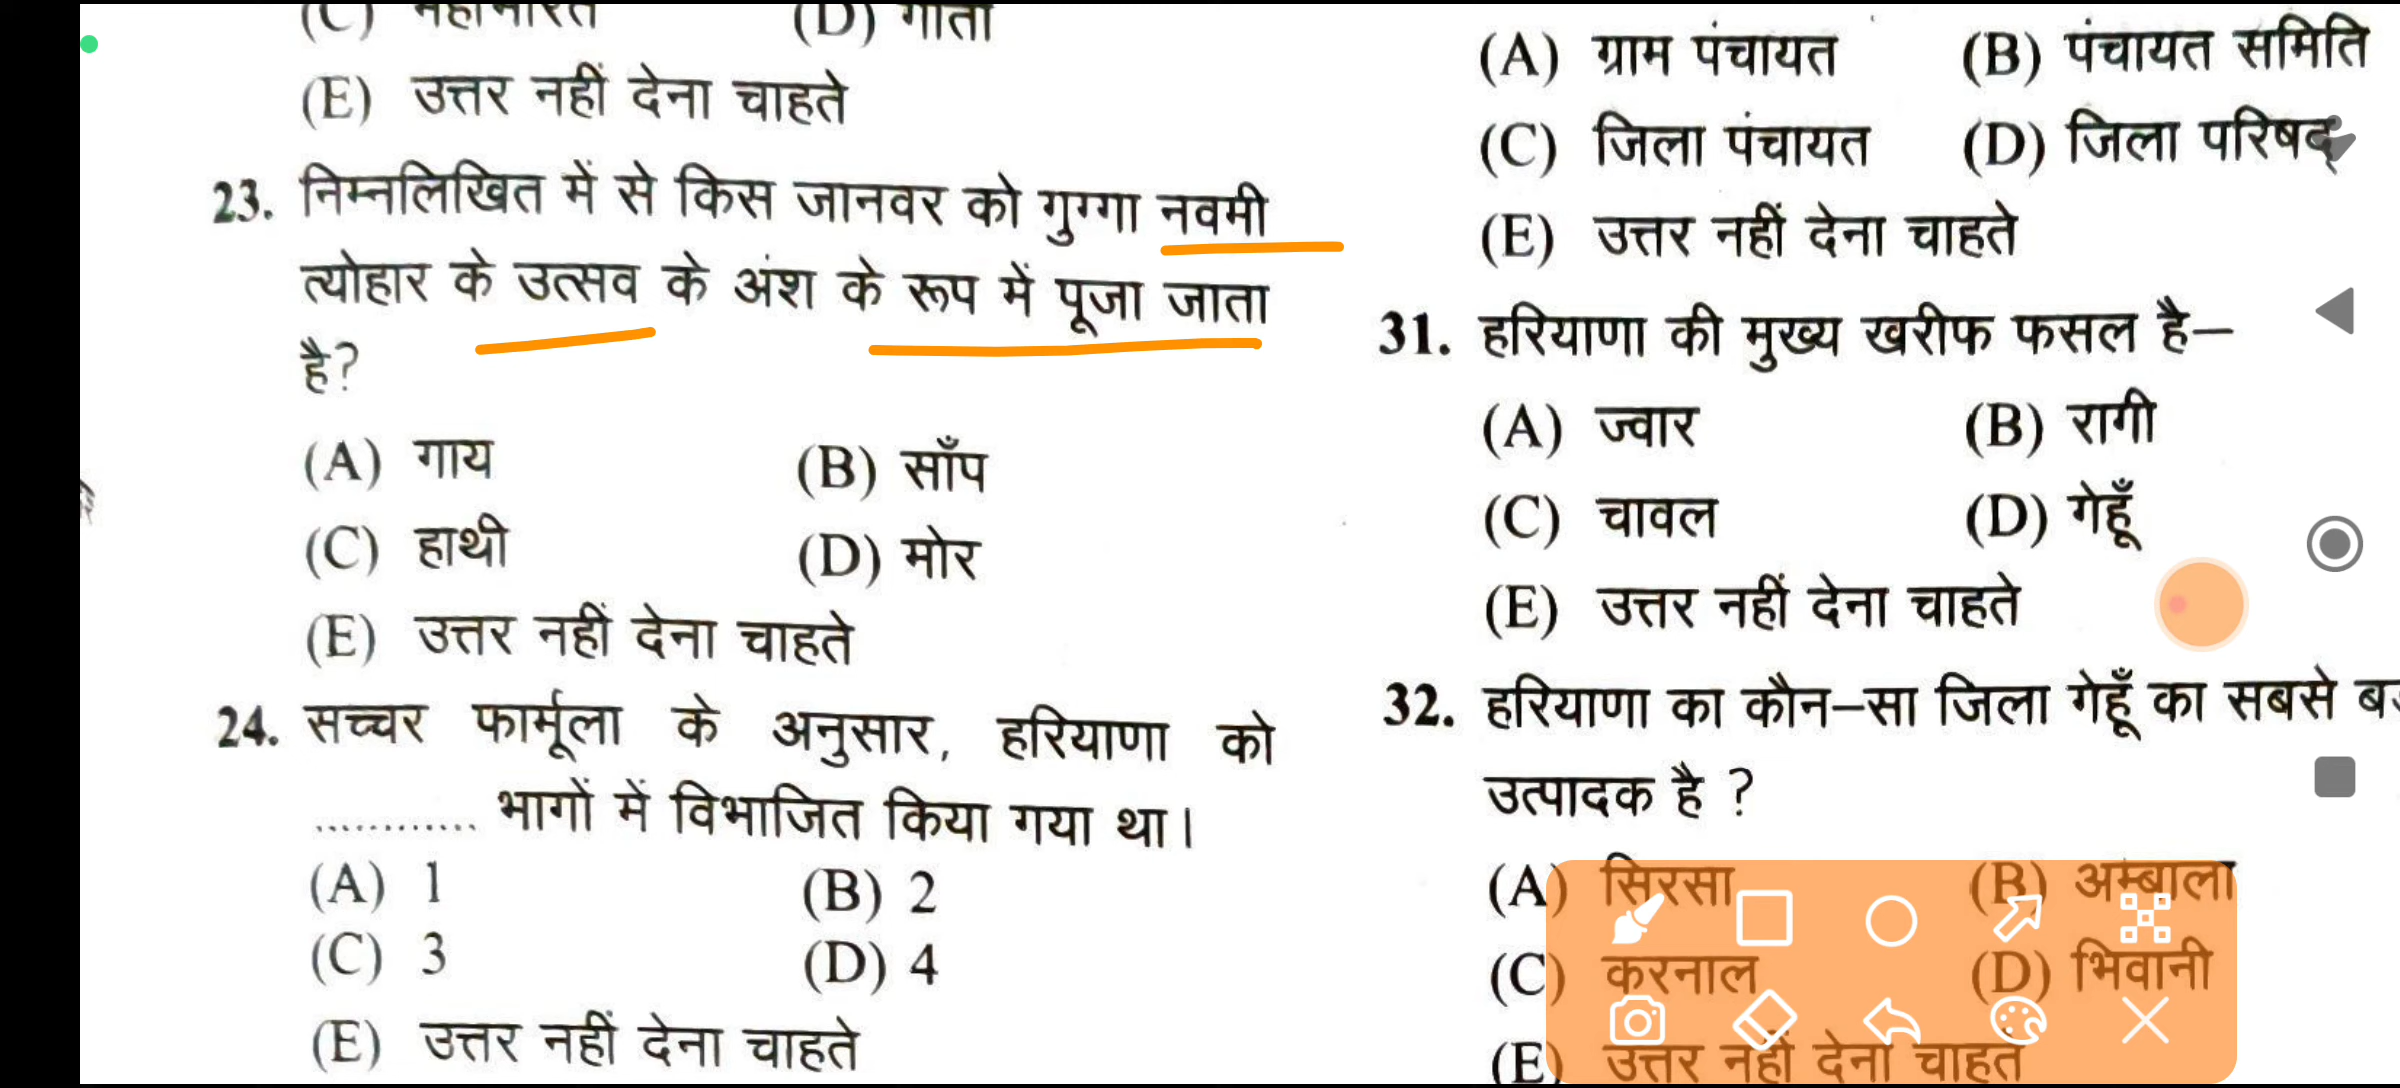 (C) महाभारत (D) गीता
(E) उत्तर नहीं देना चाहते
23. निम्नलिखित में से किस जानवर को गुग्गा नवमी
त्योहार के उत्सव के अंश के रूप में पूजा जाता
है?
(A) गाय (B) साँप
(C) हाथी (D) मोर
(E) उत्तर नहीं देना चाहते
24. सच्चर फार्मूला के अनुसार, हरियाणा को
............ भागों में विभाजित किया गया था।
(A) 1 (B) 2
(C) 3 (D) 4
(E) उत्तर नहीं देना चाहते
(A) ग्राम पंचायत (B) पंचायत समिति
(C) जिला पंचायत (D) जिला परिषद्
(E) उत्तर नहीं देना चाहते
31. हरियाणा की मुख्य खरीफ फसल है–
(A) ज्वार (B) रागी
(C) चावल (D) गेहूँ
(E) उत्तर नहीं देना चाहते
32. हरियाणा का कौन–सा जिला गेहूँ का सबसे
उत्पादक है ?
(A) सिरसा (B) अम्बाला
(C) करनाल (D) भिवानी
(E) उत्तर नहीं देना चाहते